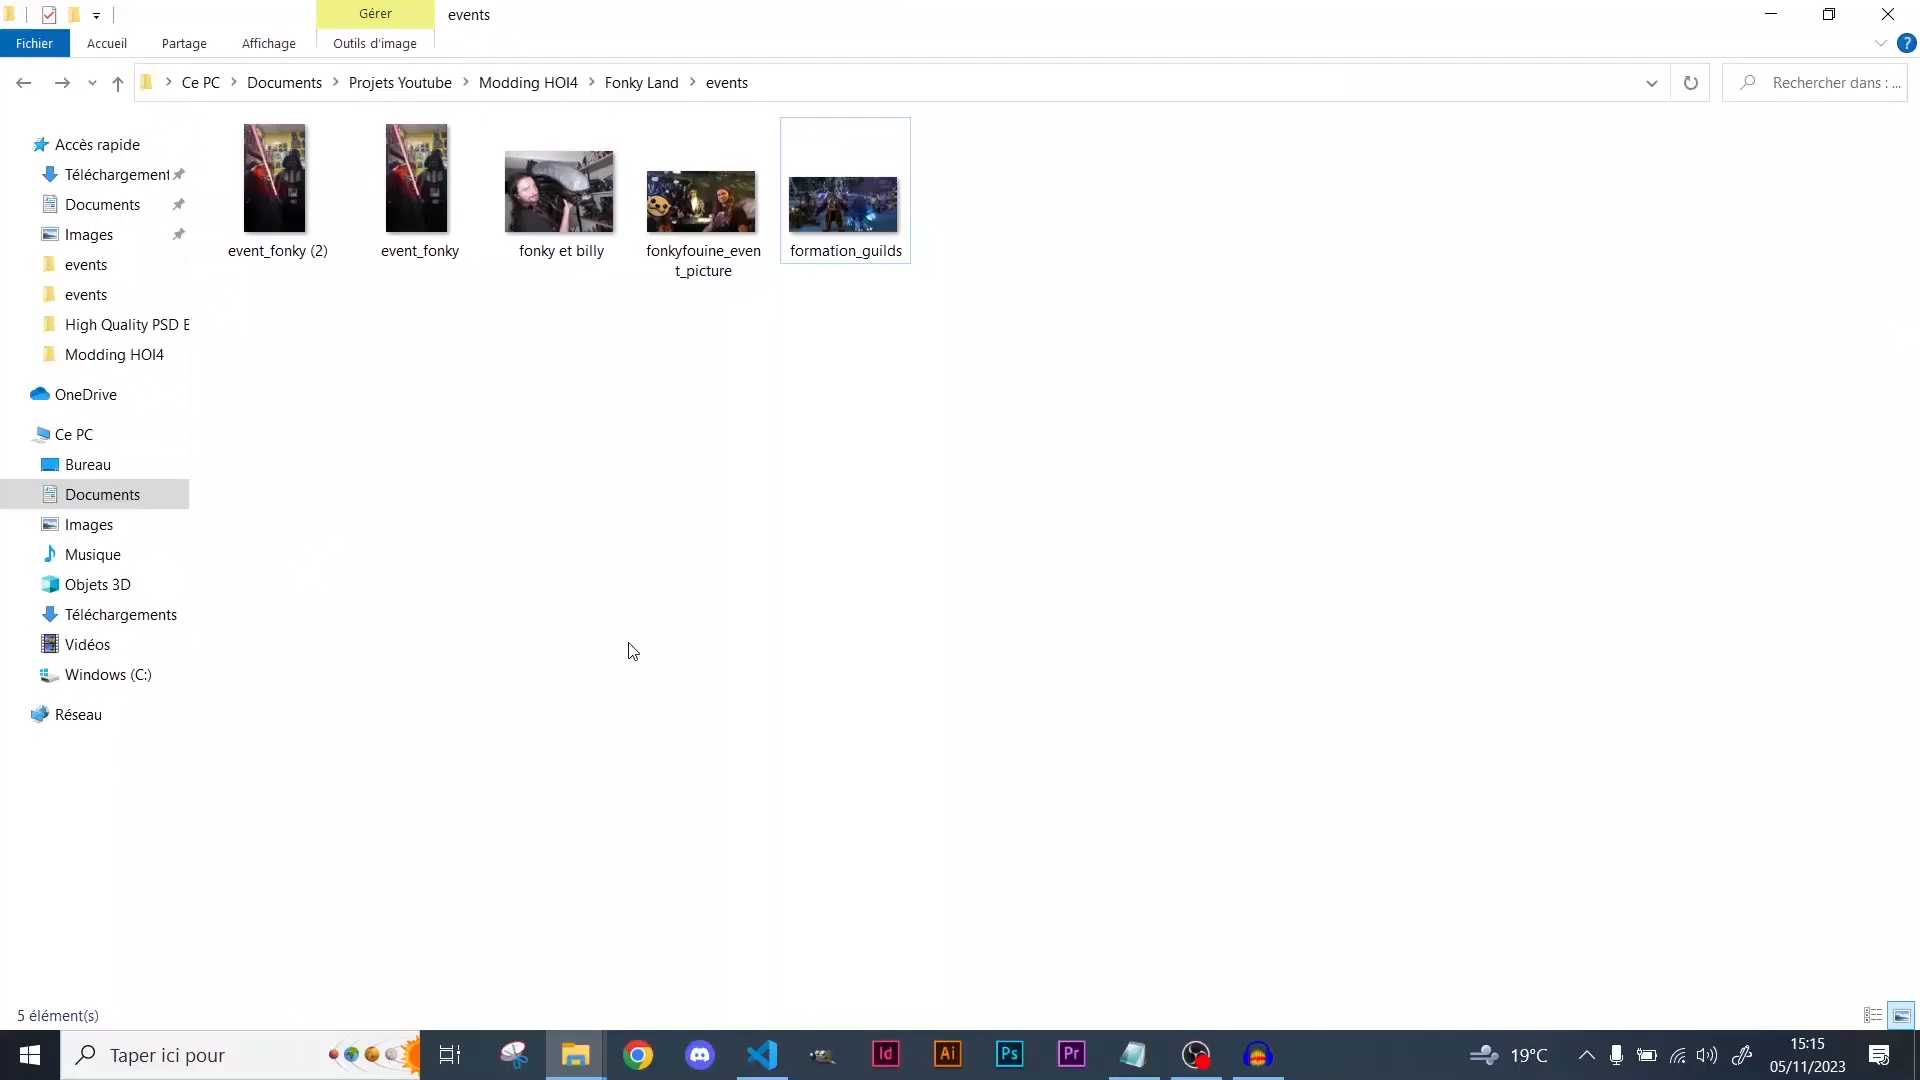 Gérer
events
Fichier
Accueil
Partage
Affichage
Outils d'image
?
Ce PC
Documents
Projets Youtube
Modding HOI4
Fonky Land
events
Rechercher dans : ...
Accès rapide
Téléchargement
Documents
Images
events
events
High Quality PSD E
Modding HOI4
OneDrive
Ce PC
Bureau
Documents
Images
Musique
Objets 3D
Téléchargements
Vidéos
Windows (C:)
Réseau
event_fonky (2)
event_fonky
fonky et billy
fonkyfouine_even
t_picture
formation_guilds
5 élément(s)
Taper ici pour
Id
Ai
Ps
Pr
19°C
15:15
05/11/2023